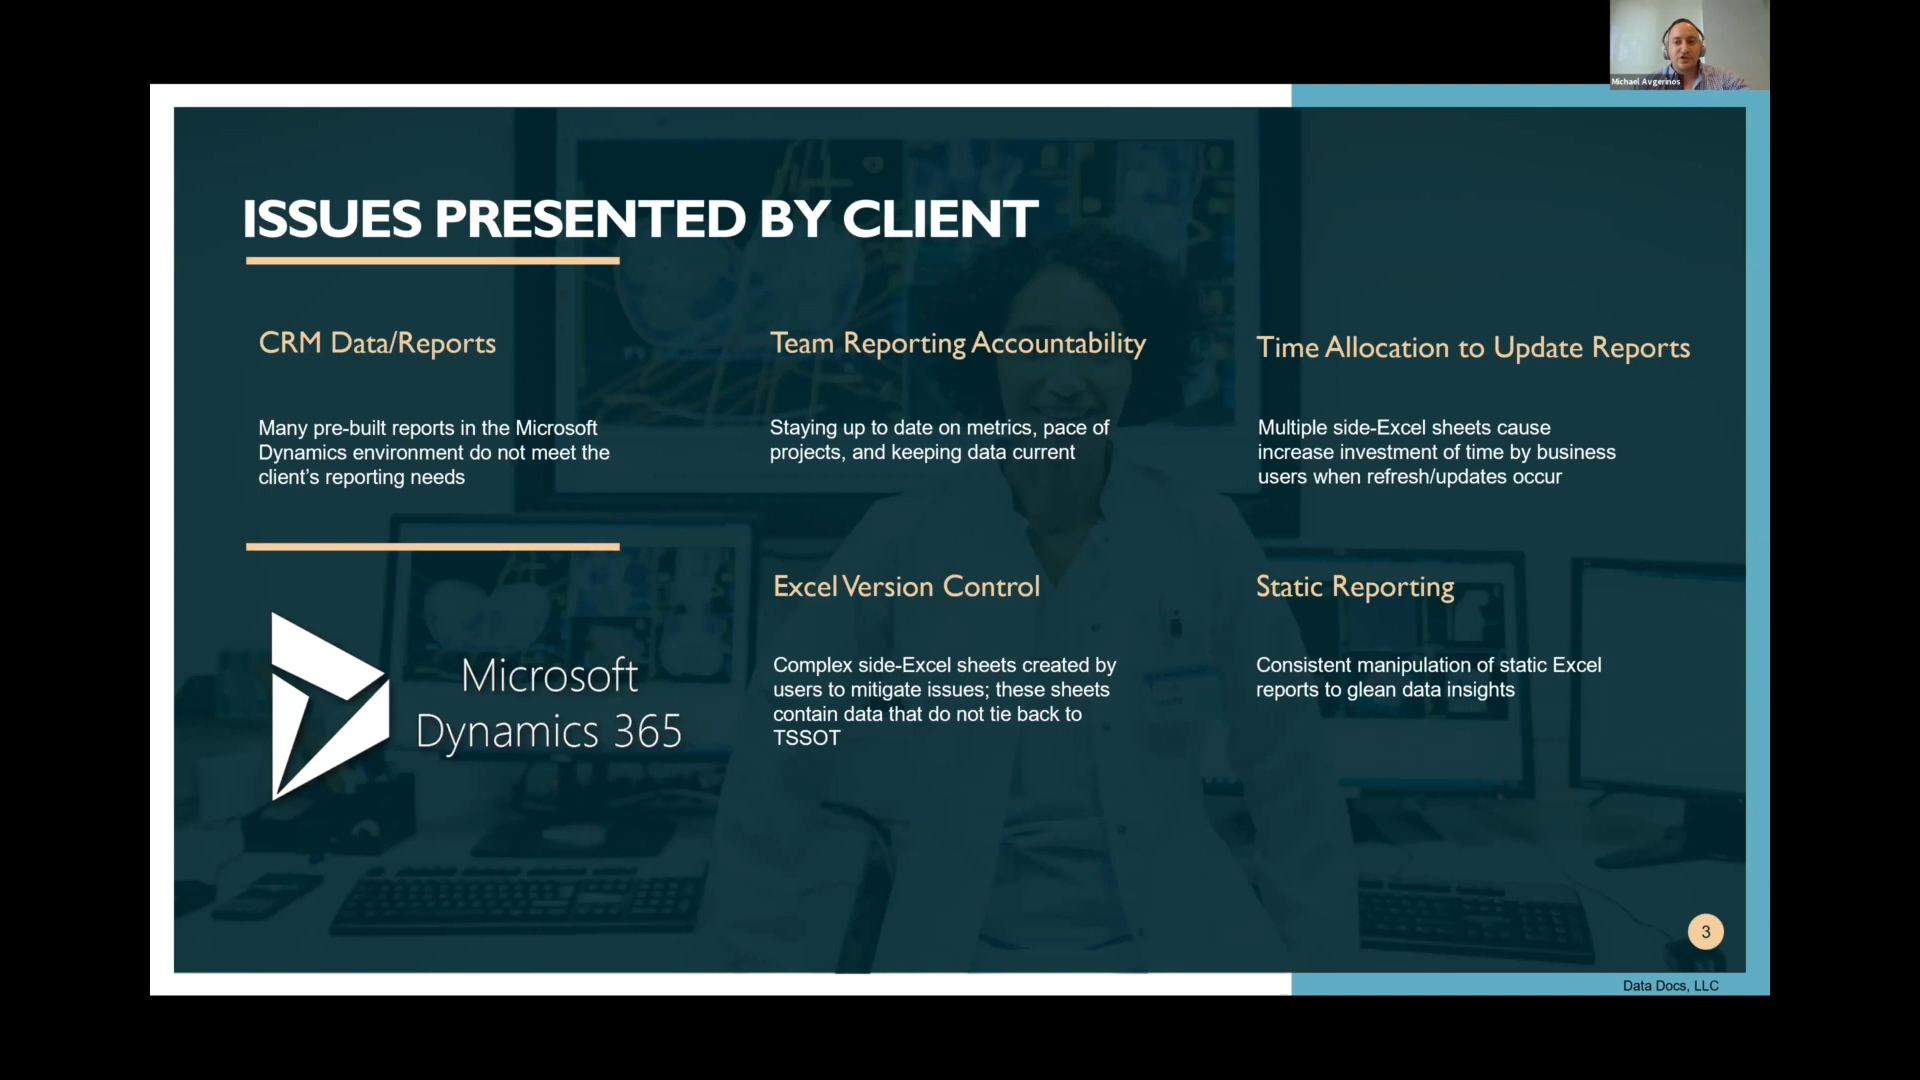 Michael Avgerinos
ISSUES PRESENTED BY CLIENT
CRM Data/Reports
Many pre-built reports in the Microsoft
Dynamics environment do not meet the
client's reporting needs
Team Reporting Accountability
Staying up to date on metrics, pace of
projects, and keeping data current
Time Allocation to Update Reports
Multiple side-Excel sheets cause
increase investment of time by business
users when refresh/updates occur
Microsoft
Dynamics 365
Excel Version Control
Complex side-Excel sheets created by
users to mitigate issues; these sheets
contain data that do not tie back to
TSSOT
Static Reporting
Consistent manipulation of static Excel
reports to glean data insights
3
Data Docs, LLC